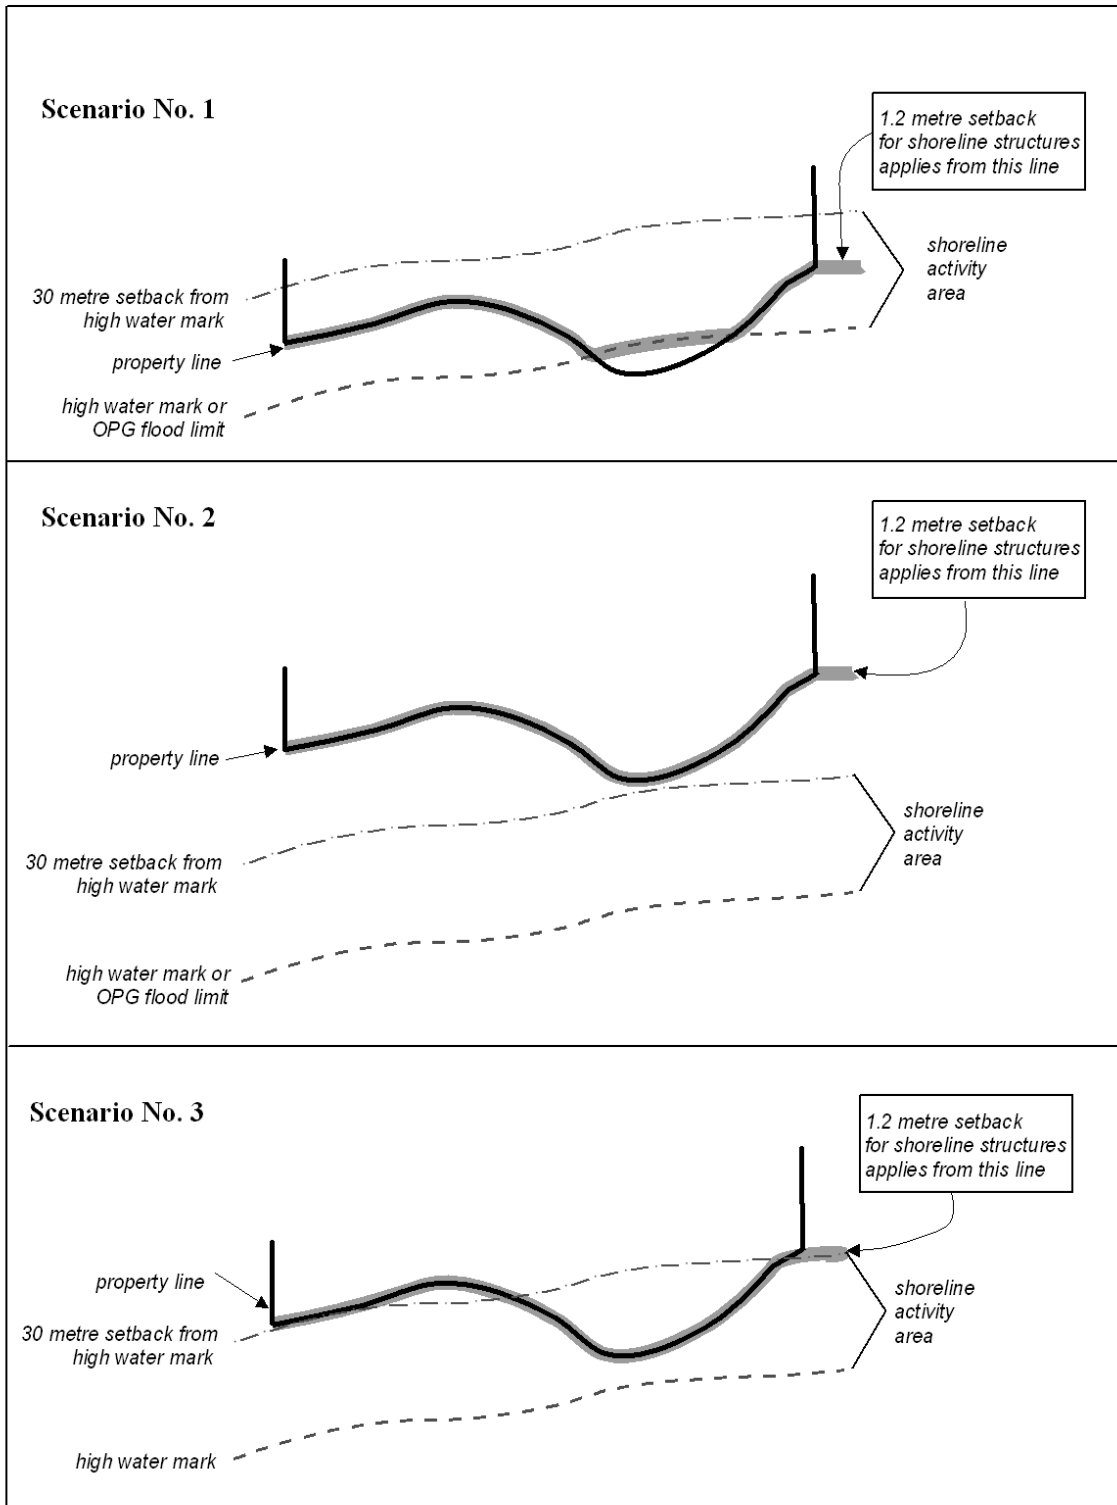 Scenario No. 1
1.2 metre setback
for shoreline structures
applies from this line
shoreline
activity
area
30 metre setback from
high water mark
property line
high water mark or
OPG flood limit
Scenario No. 2
1.2 metre setback
for shoreline structures
applies from this line
property line
shoreline
activity
area
30 metre setback from
high water mark
high water mark or
OPG flood limit
Scenario No. 3
1.2 metre setback
for shoreline structures
applies from this line
property line
shoreline
activity
area
30 metre setback from
high water mark
high water mark